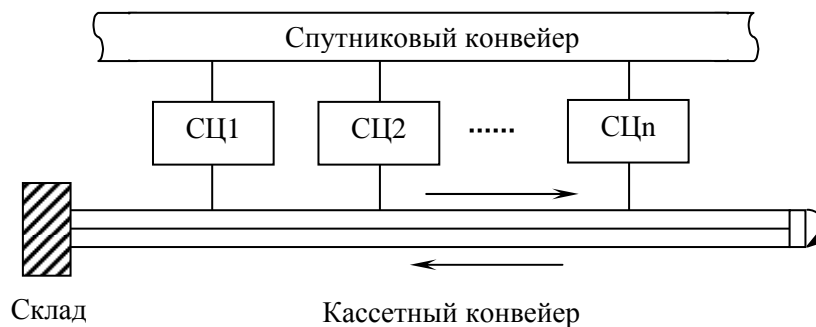 Спутниковый конвейер
СЦ1
СЦ2
......
СЦn
Склад
Кассетный конвейер